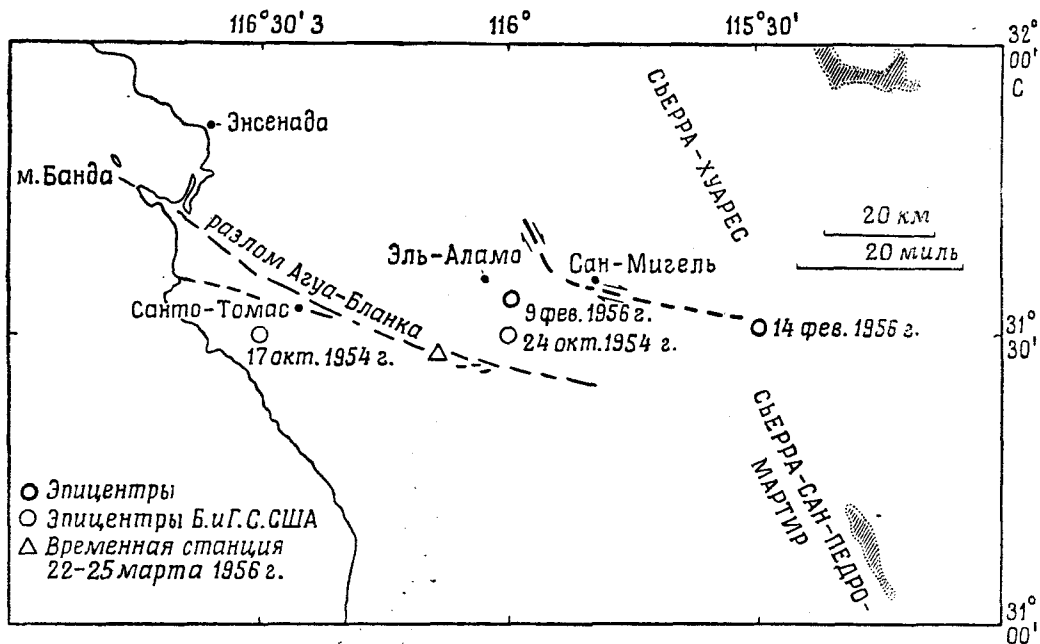 116°30' З
116°
115°30'
32°
00'
С
Энсенада
м. Банда
СЬЕРРА-ХУАРЕС
разлом Агуа-Бланка
Эль-Аламо
Сан-Мигель
20 км
20 миль
Санто-Томас
17 окт. 1954 г.
9 фев. 1956 г.
24 окт. 1954 г.
14 фев. 1956 г.
31°
30'
СЬЕРРА-САН-ПЕДРО-
МАРТИР
Эпицентры
Эпицентры Б.иГ.С.США
Временная станция
22-25 марта 1956 г.
31°
00'